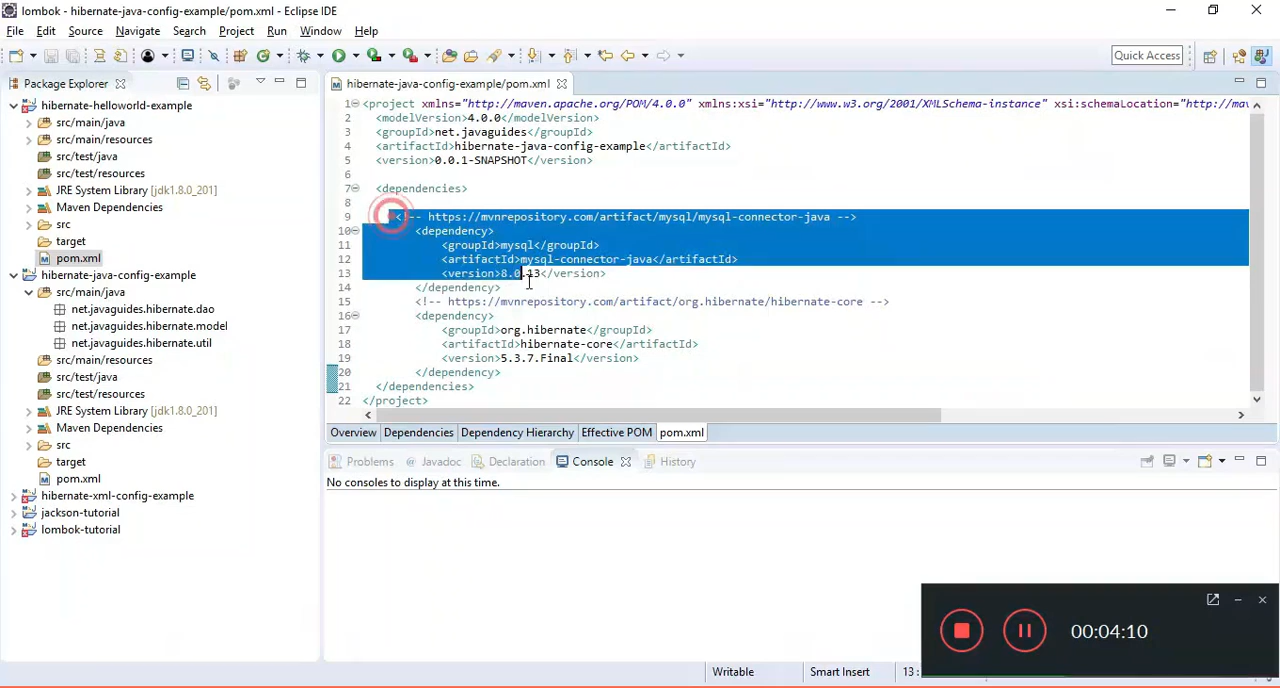 lombok - hibernate-java-config-example/pom.xml - Eclipse IDE
File Edit Source Navigate Search Project Run Window Help
Quick Access
Package Explorer
hibernate-helloworld-example
src/main/java
src/main/resources
src/test/java
src/test/resources
JRE System Library [jdk1.8.0_201]
Maven Dependencies
src
target
pom.xml
hibernate-java-config-example
src/main/java
net.javaguides.hibernate.dao
net.javaguides.hibernate.model
net.javaguides.hibernate.util
src/main/resources
src/test/java
src/test/resources
JRE System Library [jdk1.8.0_201]
Maven Dependencies
src
target
pom.xml
hibernate-xml-config-example
jackson-tutorial
lombok-tutorial
hibernate-java-config-example/pom.xml
1 <project xmlns="http://maven.apache.org/POM/4.0.0" xmlns:xsi="http://www.w3.org/2001/XMLSchema-instance" xsi:schemaLocation="http://mav
2 <modelVersion>4.0.0</modelVersion>
3 <groupId>net.javaguides</groupId>
4 <artifactId>hibernate-java-config-example</artifactId>
5 <version>0.0.1-SNAPSHOT</version>
6
7 <dependencies>
8
9 <!-- https://mvnrepository.com/artifact/mysql/mysql-connector-java -->
10 <dependency>
11 <groupId>mysql</groupId>
12 <artifactId>mysql-connector-java</artifactId>
13 <version>8.0.13</version>
14 </dependency>
15 <!-- https://mvnrepository.com/artifact/org.hibernate/hibernate-core -->
16 <dependency>
17 <groupId>org.hibernate</groupId>
18 <artifactId>hibernate-core</artifactId>
19 <version>5.3.7.Final</version>
20 </dependency>
21 </dependencies>
22 </project>
Overview Dependencies Dependency Hierarchy Effective POM pom.xml
Problems @ Javadoc Declaration Console History
No consoles to display at this time.
00:04:10
Writable Smart Insert 13 :